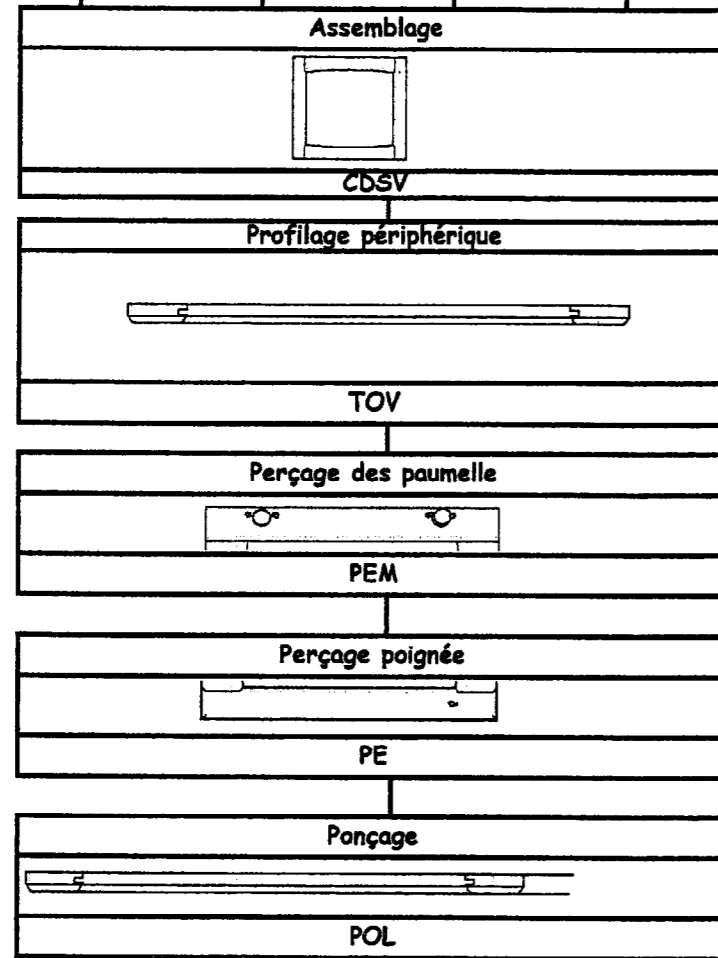 Assemblage
CDSV
Profilage périphérique
TOV
Perçage des paumelle
PEM
Perçage poignée
PE
Ponçage
POL